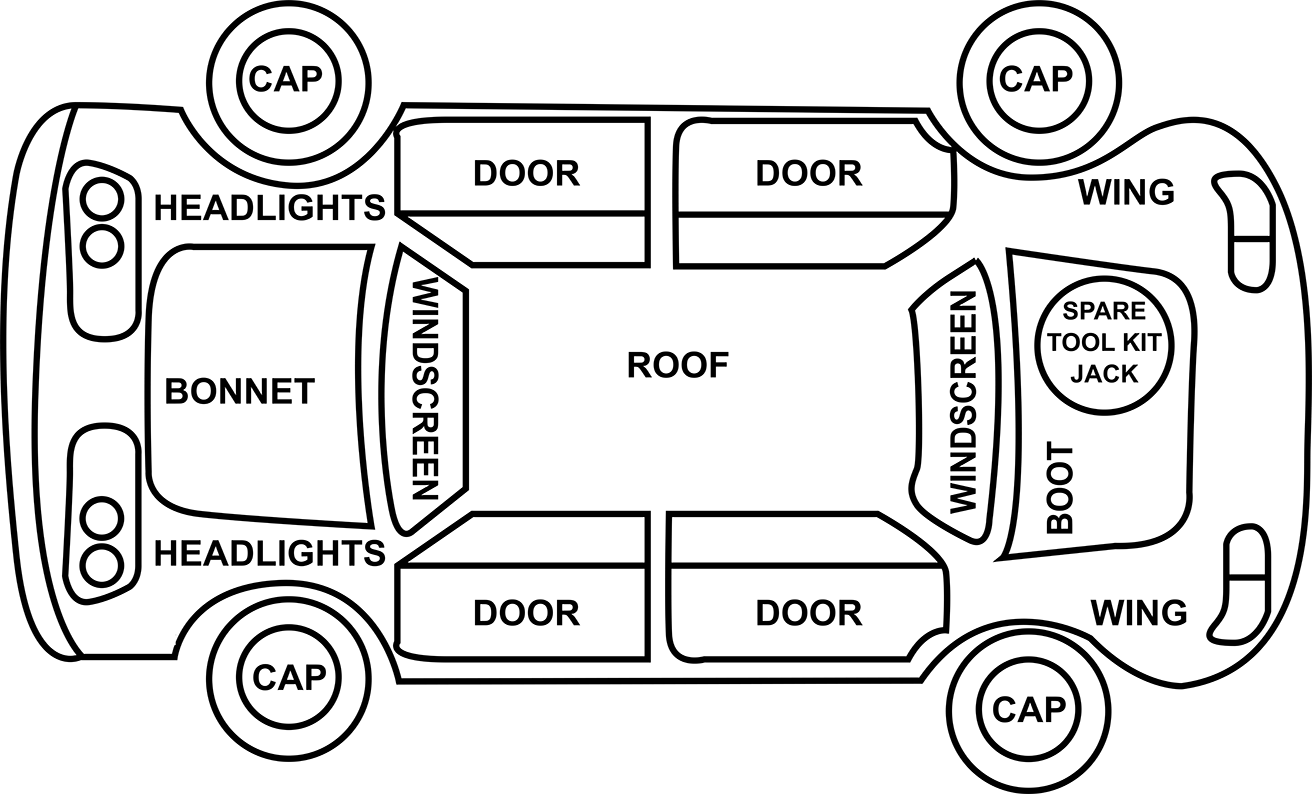 CAP
CAP
DOOR
DOOR
HEADLIGHTS
WING
WINDSCREEN
WINDSCREEN
SPARE
TOOL KIT
JACK
ROOF
BONNET
BOOT
HEADLIGHTS
DOOR
DOOR
WING
CAP
CAP